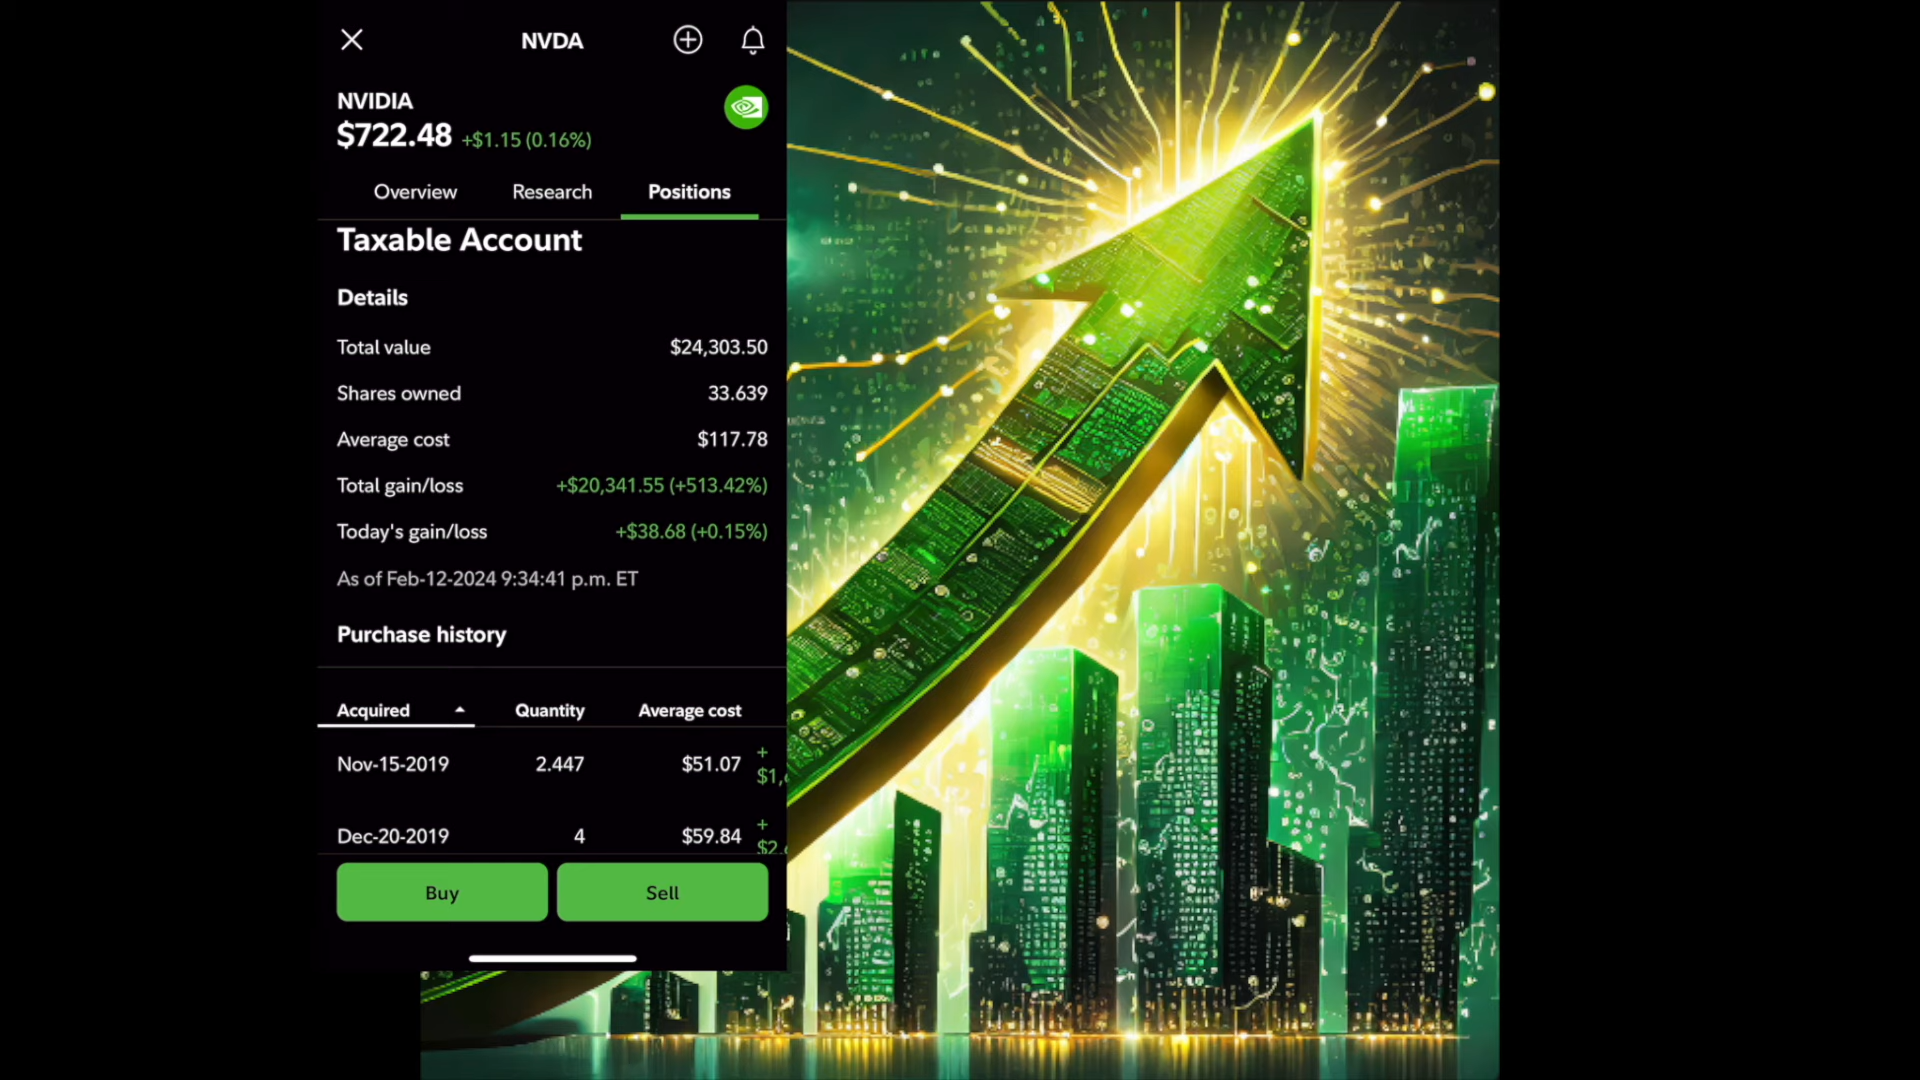 NVDA
NVIDIA
$722.48 +$1.15 (0.16%)
Overview Research Positions
Taxable Account
Details
Total value $24,303.50
Shares owned 33.639
Average cost $117.78
Total gain/loss +$20,341.55 (+513.42%)
Today's gain/loss +$38.68 (+0.15%)
As of Feb-12-2024 9:34:41 p.m. ET
Purchase history
Acquired Quantity Average cost
Nov-15-2019 2.447 $51.07 +
Dec-20-2019 4 $59.84 +
Buy Sell